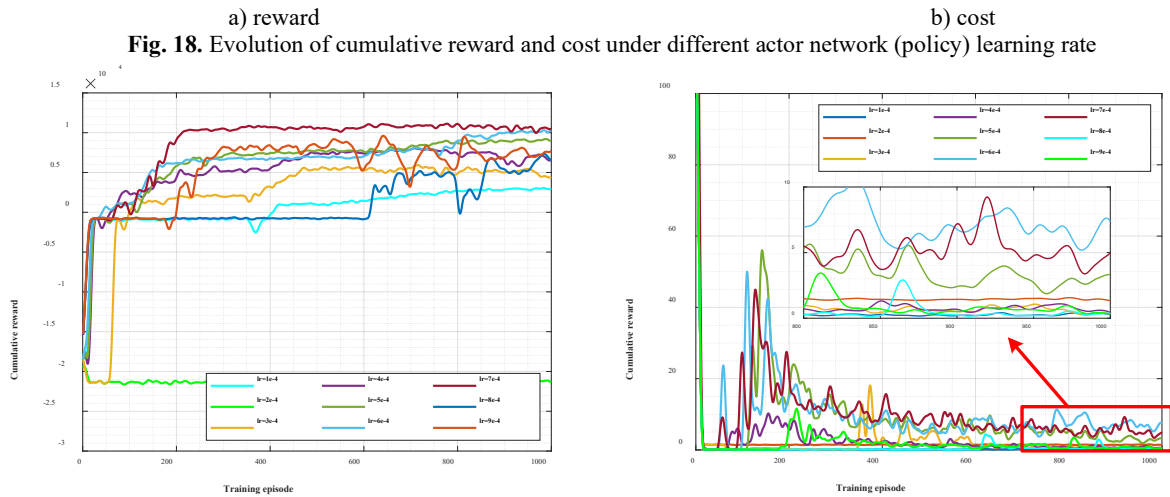 a) reward
b) cost
Fig. 18. Evolution of cumulative reward and cost under different actor network (policy) learning rate
× 10 4
1.5
1
0.5
0
-0.5
-1
-1.5
-2
-2.5
-3
0
200
400
600
800
1000
Cumulative reward
Training episode
lr=1e-4
lr=4e-4
lr=7e-4
lr=2e-4
lr=5e-4
lr=8e-4
lr=3e-4
lr=6e-4
lr=9e-4
100
80
60
40
20
0
0
200
400
600
800
1000
Cumulative reward
Training episode
lr=1e-4
lr=4e-4
lr=7e-4
lr=2e-4
lr=5e-4
lr=8e-4
lr=3e-4
lr=6e-4
lr=9e-4
10
5
0
800
850
900
950
1000